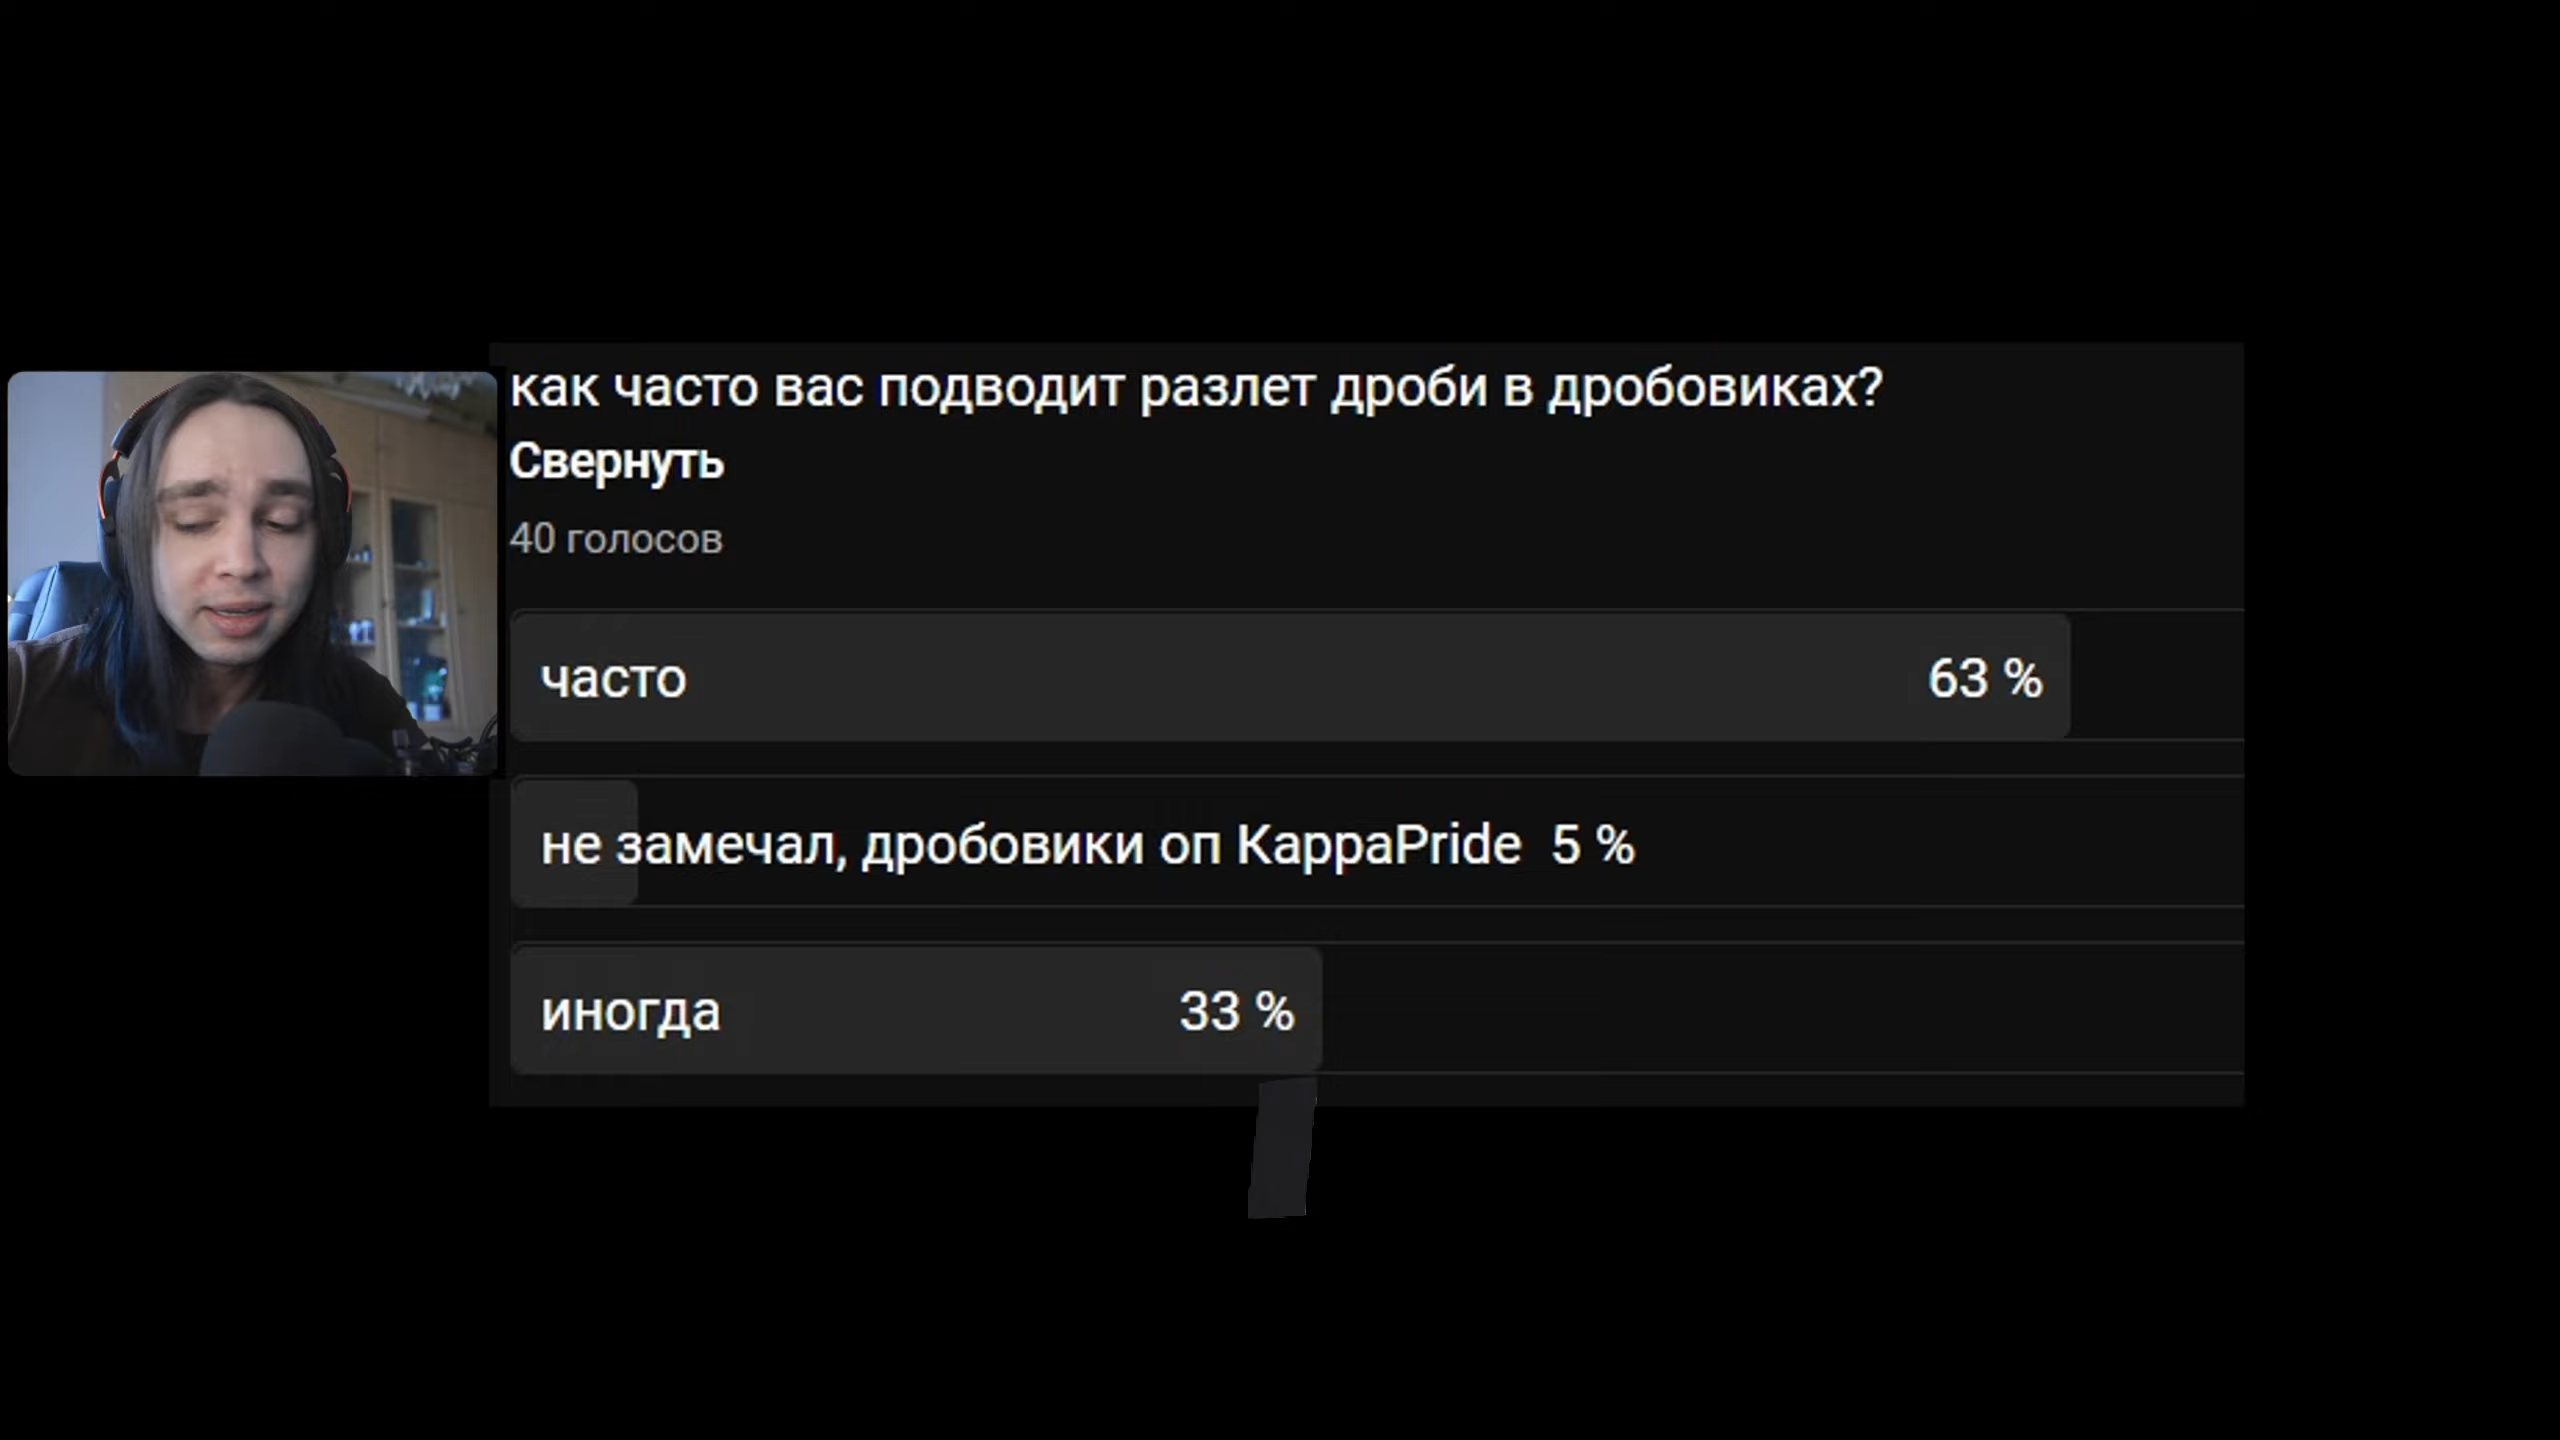 как часто вас подводит разлет дроби в дробовиках?
Свернуть
40 голосов
часто 63 %
не замечал, дробовики оп KappaPride 5 %
иногда 33 %